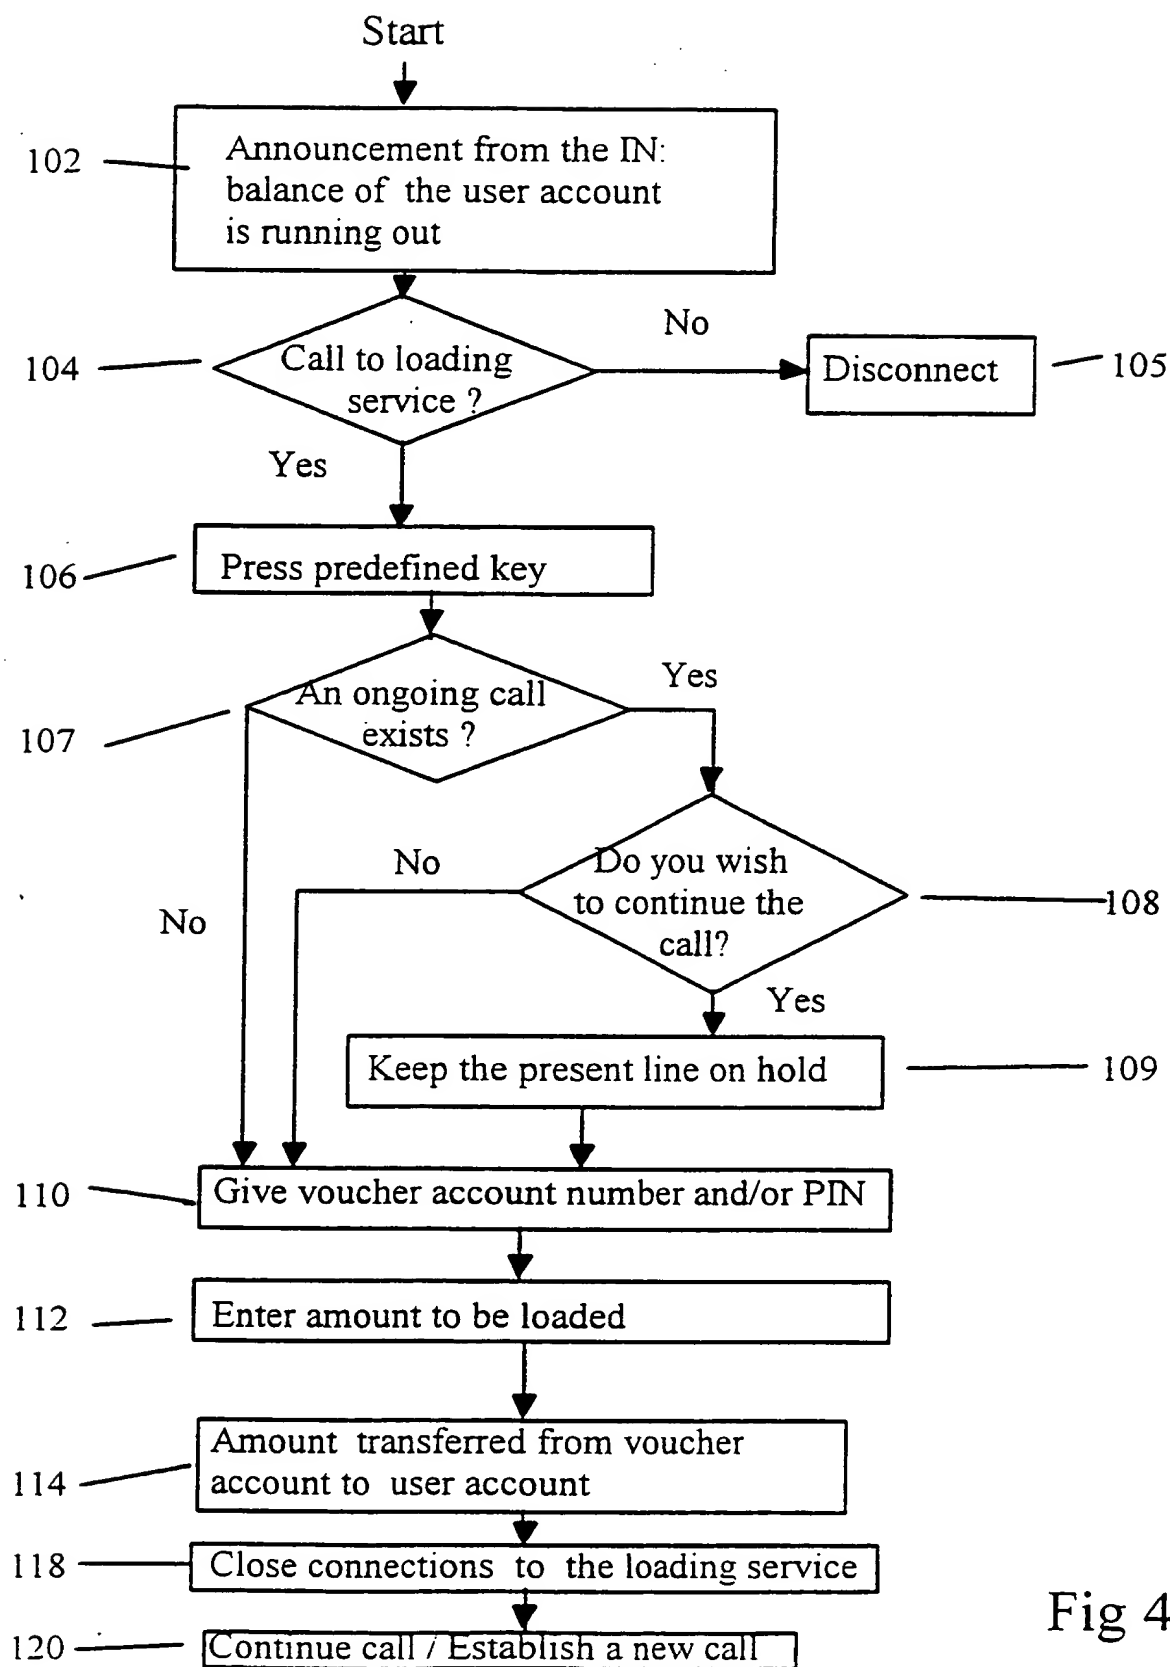 Start
102
Announcement from the IN:
balance of the user account
is running out
104
Call to loading
service ?
No
Disconnect
105
Yes
106
Press predefined key
107
An ongoing call
exists ?
Yes
No
Do you wish
to continue the
call?
108
No
Yes
Keep the present line on hold
109
110
Give voucher account number and/or PIN
112
Enter amount to be loaded
114
Amount transferred from voucher
account to user account
118
Close connections to the loading service
120
Continue call / Establish a new call
Fig 4